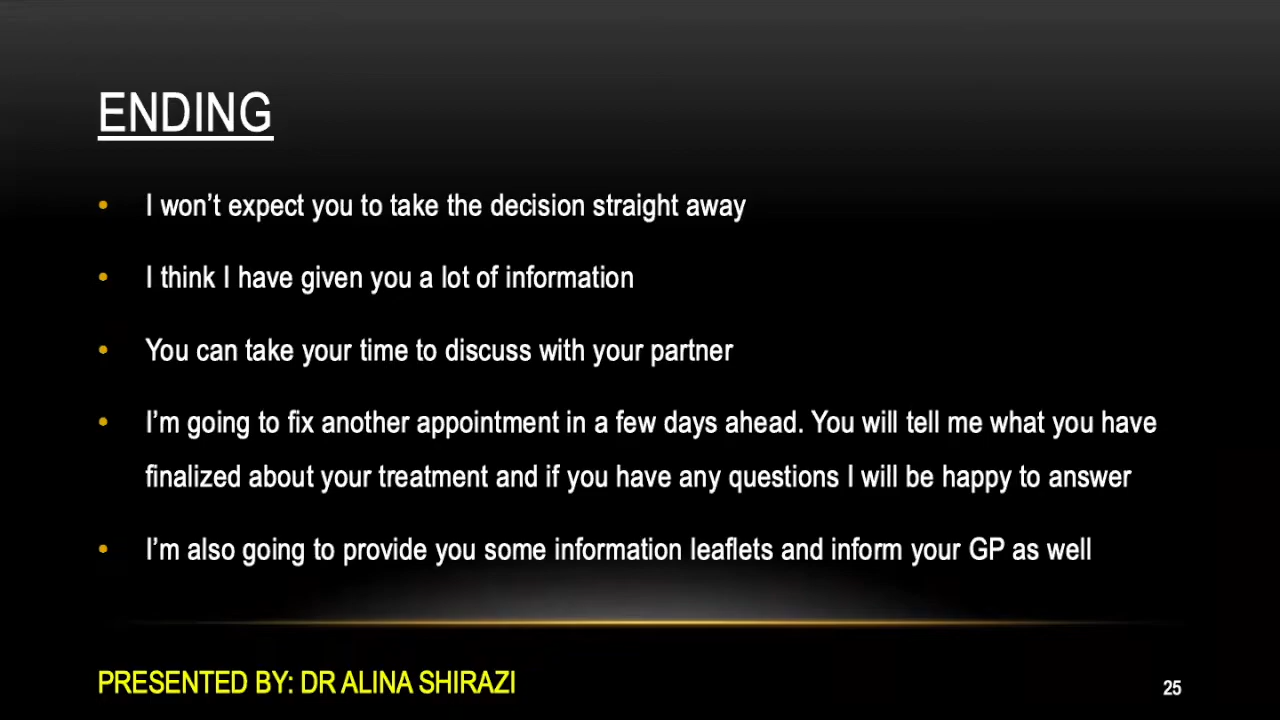 ENDING
• I won’t expect you to take the decision straight away
• I think I have given you a lot of information
• You can take your time to discuss with your partner
• I’m going to fix another appointment in a few days ahead. You will tell me what you have
finalized about your treatment and if you have any questions I will be happy to answer
• I’m also going to provide you some information leaflets and inform your GP as well
PRESENTED BY: DR ALINA SHIRAZI
25